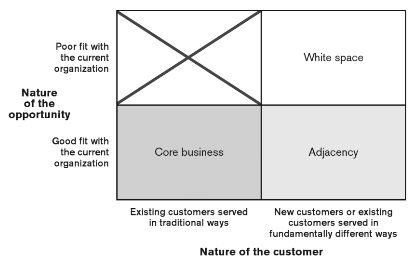 Poor fit with
the current
organization
White space
Nature
of the
opportunity
Good fit with
the current
organization
Core business
Adjacency
Existing customers served
in traditional ways
New customers or existing
customers served in
fundamentally different ways
Nature of the customer